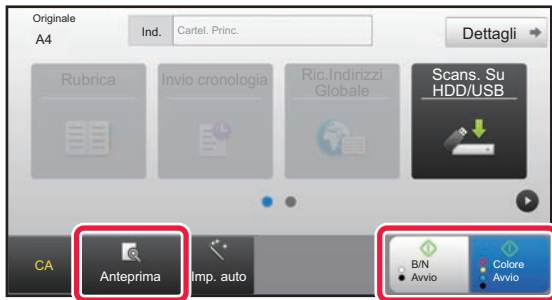 Originale
A4
Ind.
Cartel. Princ.
Dettagli
Rubrica
Invio cronologia
Ric.Indirizzi
Globale
Scans. Su
HDD/USB
CA
Anteprima
Imp. auto
B/N
Avvio
Colore
Avvio